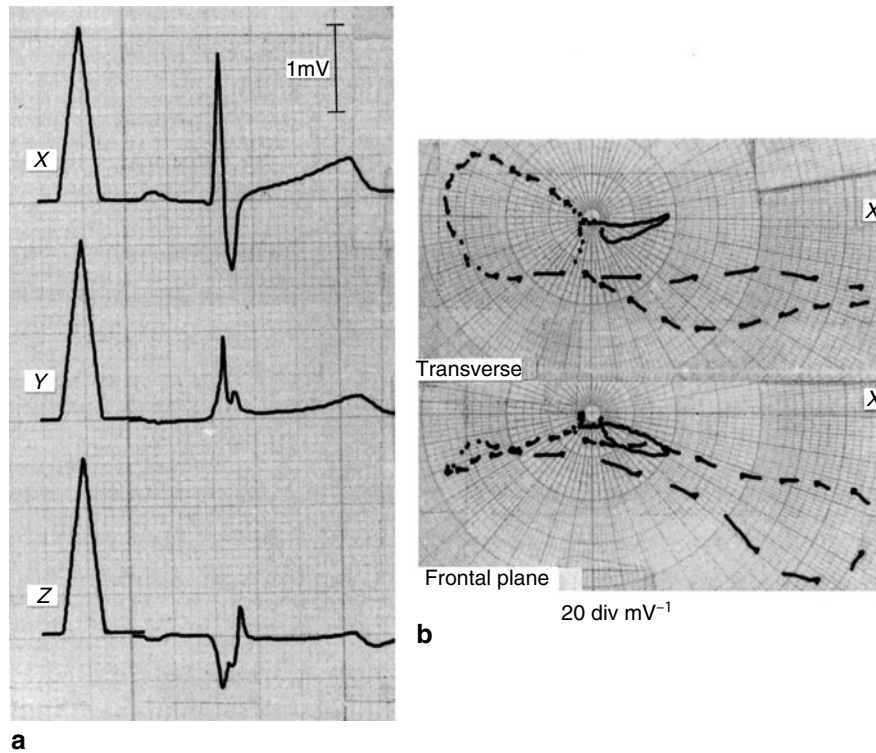 1mV
X
Y
Z
a
X
Transverse
X
Frontal plane
20 div mV⁻¹
b